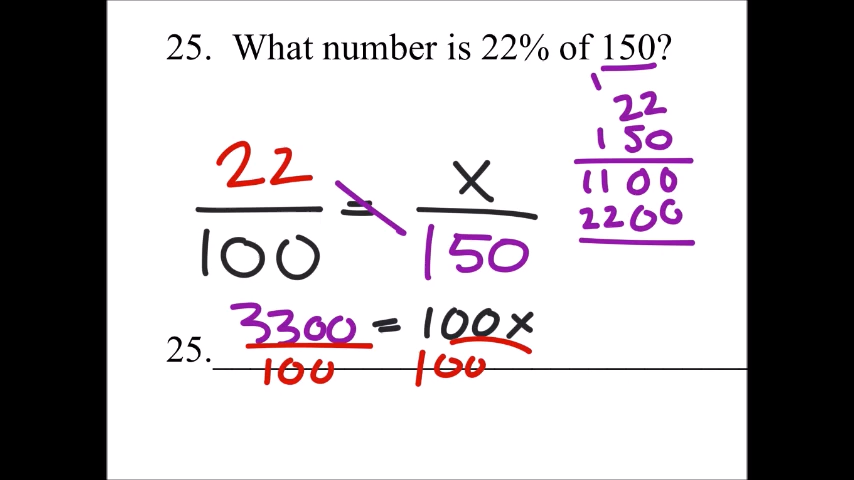 25. What number is 22% of 150?
22
150
1100
2200
22 = x
100 150
3300 = 100x
100 100
25.